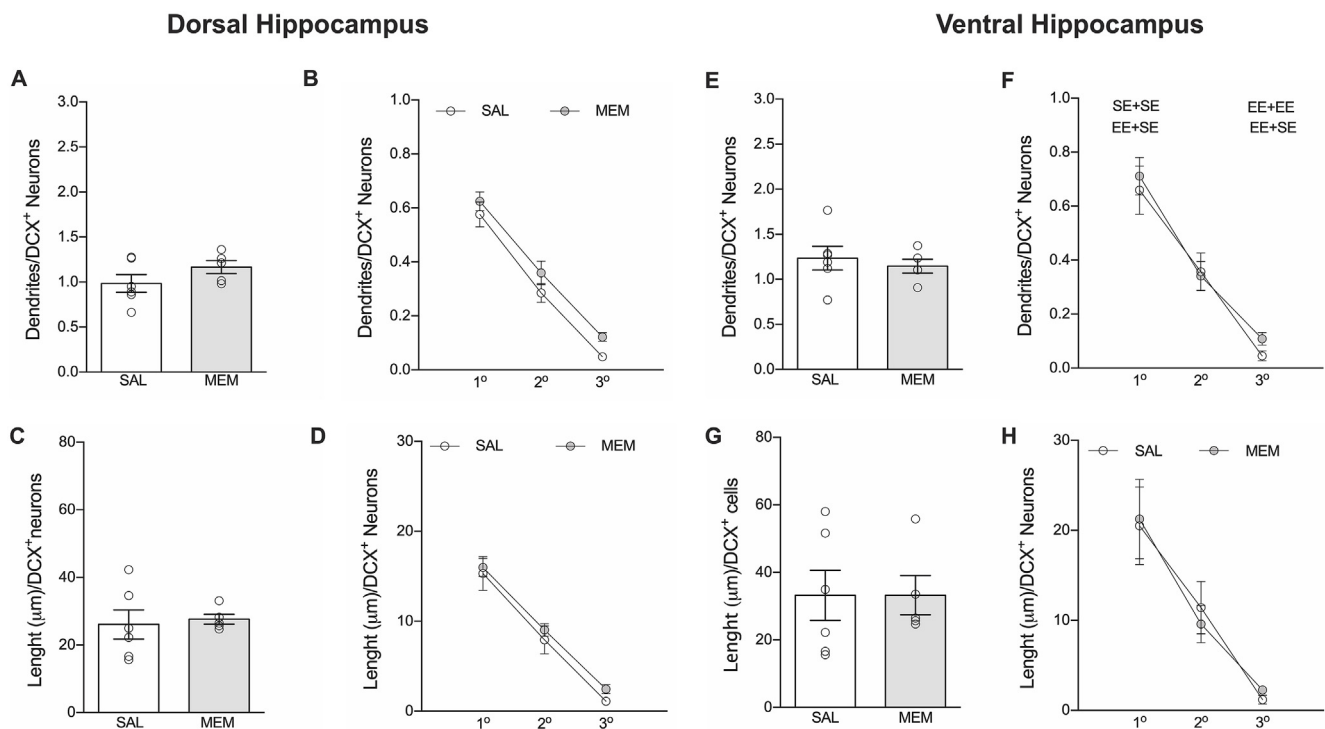 Dorsal Hippocampus
Ventral Hippocampus
A
Dendrites/DCX⁺ Neurons
3.0
2.5
2.0
1.5
1.0
0.5
0.0
SAL
MEM
B
Dendrites/DCX⁺ Neurons
1.0
0.8
0.6
0.4
0.2
0.0
SAL
MEM
1º
2º
3º
E
Dendrites/DCX⁺ Neurons
3.0
2.5
2.0
1.5
1.0
0.5
0.0
SAL
MEM
F
Dendrites/DCX⁺ Neurons
1.0
0.8
0.6
0.4
0.2
0.0
SE+SE
EE+EE
EE+SE
EE+SE
1º
2º
3º
C
Lenght (μm)/DCX⁺neurons
80
60
40
20
0
SAL
MEM
D
Lenght (μm)/DCX⁺ Neurons
30
20
10
0
SAL
MEM
1º
2º
3º
G
Lenght (μm)/DCX⁺ cells
80
60
40
20
0
SAL
MEM
H
Lenght (μm)/DCX⁺ Neurons
30
20
10
0
SAL
MEM
1º
2º
3º